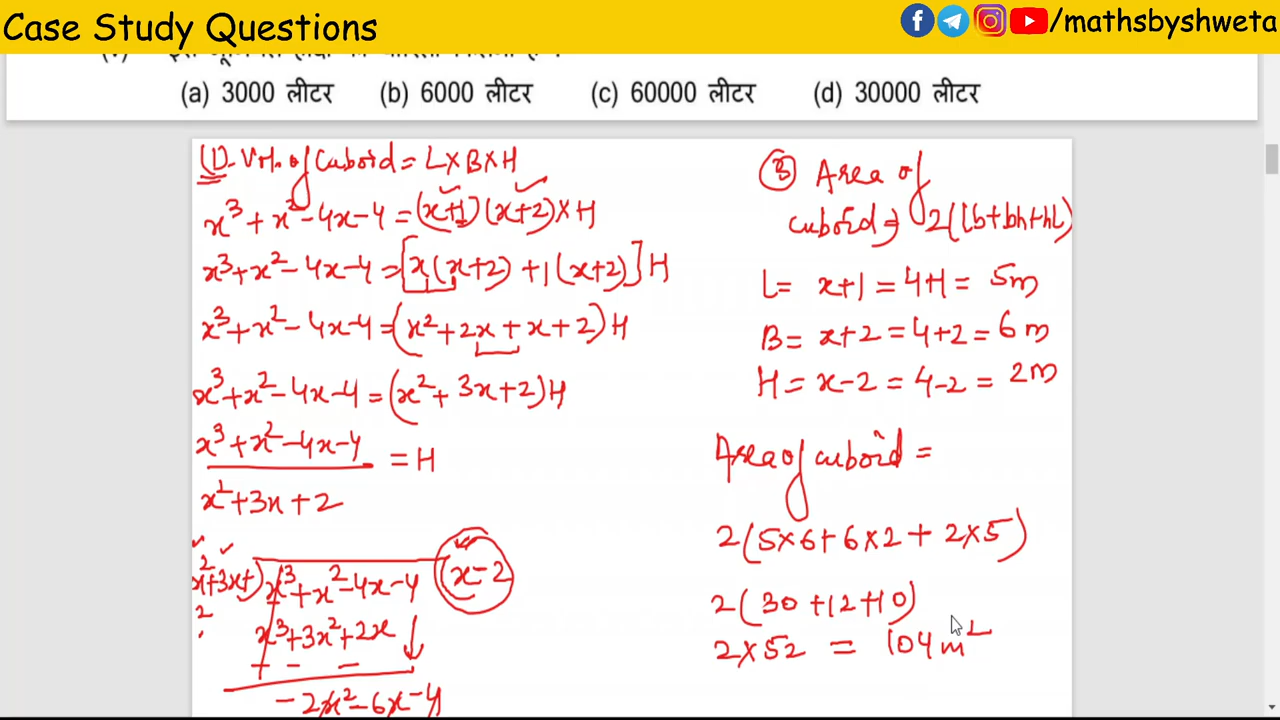 Case Study Questions
/mathsbyshweta
(a) 3000 लीटर (b) 6000 लीटर (c) 60000 लीटर (d) 30000 लीटर
(1). Vol. of Cuboid = L×B×H
x³+x²-4x-4=(x+1)(x+2)×H
x³+x²-4x-4=[x(x+2)+1(x+2)]H
x³+x²-4x-4=(x²+2x+x+2)H
x³+x²-4x-4=(x²+3x+2)H
x³+x²-4x-4
= H
x²+3x+2
x²+3x+2)x³+x²-4x-4(x-2
x³+3x²+2x
- - -
-2x²-6x-4
③ Area of
cuboid ⇒ 2(lb+bh+hl)
L= x+1=4+1= 5m
B= x+2=4+2=6m
H=x-2=4-2= 2m
Area of cuboid =
2(5×6+6×2+2×5)
2(30+12+10)
2×52 = 104m²